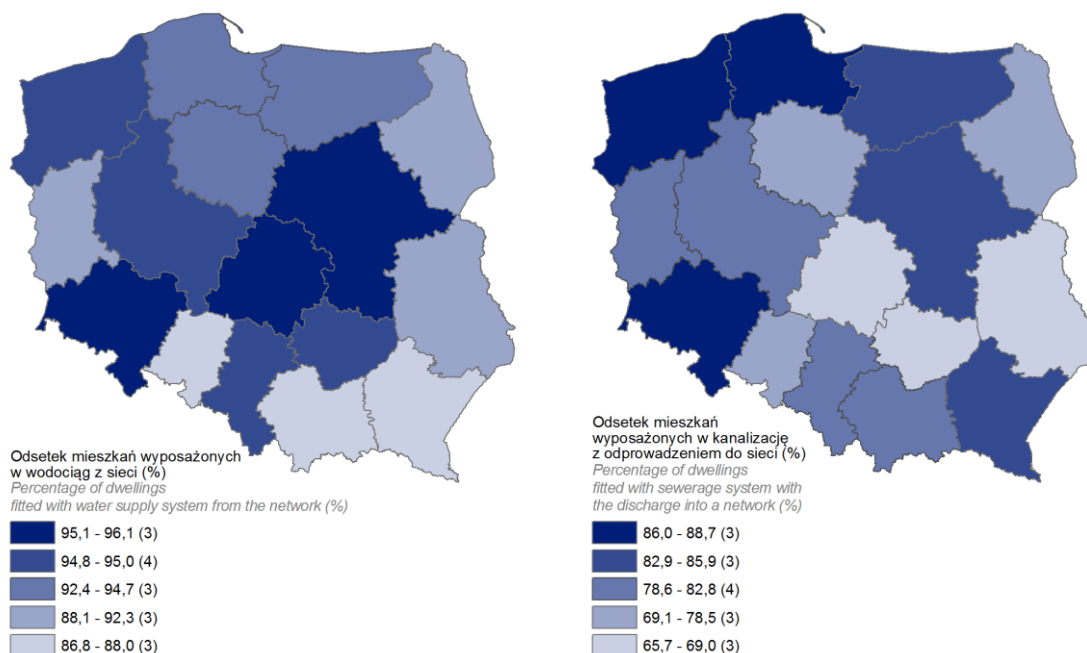 Odsetek mieszkań wyposażonych
w wodociąg z sieci (%)
Percentage of dwellings
fitted with water supply system from the network (%)
95,1 - 96,1 (3)
94,8 - 95,0 (4)
92,4 - 94,7 (3)
88,1 - 92,3 (3)
86,8 - 88,0 (3)
Odsetek mieszkań
wyposażonych w kanalizację
z odprowadzeniem do sieci (%)
Percentage of dwellings
fitted with sewerage system with
the discharge into a network (%)
86,0 - 88,7 (3)
82,9 - 85,9 (3)
78,6 - 82,8 (4)
69,1 - 78,5 (3)
65,7 - 69,0 (3)